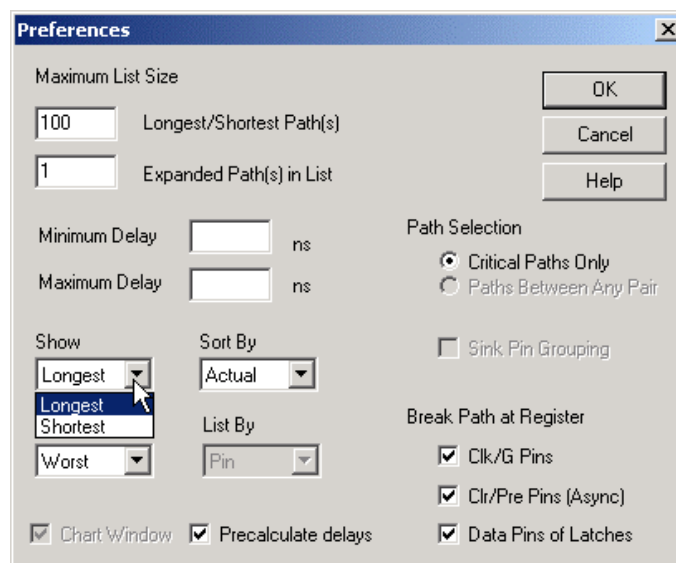 Preferences
Maximum List Size
OK
100 Longest/Shortest Path(s)
Cancel
1 Expanded Path(s) in List
Help
Minimum Delay ns
Path Selection
Critical Paths Only
Maximum Delay ns
Paths Between Any Pair
Show Sort By
Sink Pin Grouping
Longest Actual
Longest
Shortest
List By
Break Path at Register
Worst Pin
Clk/G Pins
Clr/Pre Pins (Async)
Chart Window Precalculate delays
Data Pins of Latches